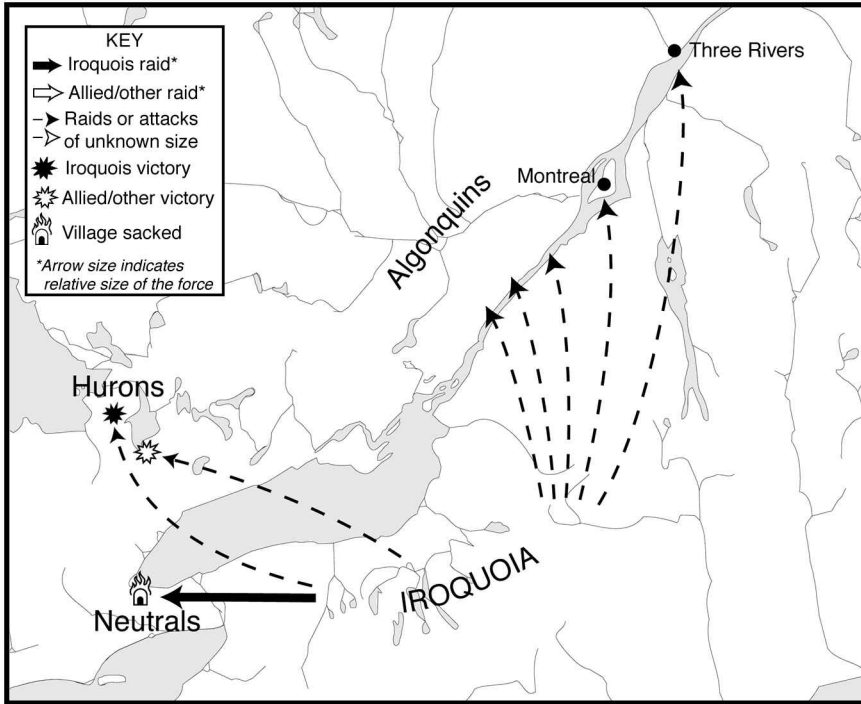 KEY
Iroquois raid*
Allied/other raid*
Raids or attacks
of unknown size
Iroquois victory
Allied/other victory
Village sacked
*Arrow size indicates
relative size of the force
Three Rivers
Montreal
Algonquins
Hurons
IROQUOIA
Neutrals